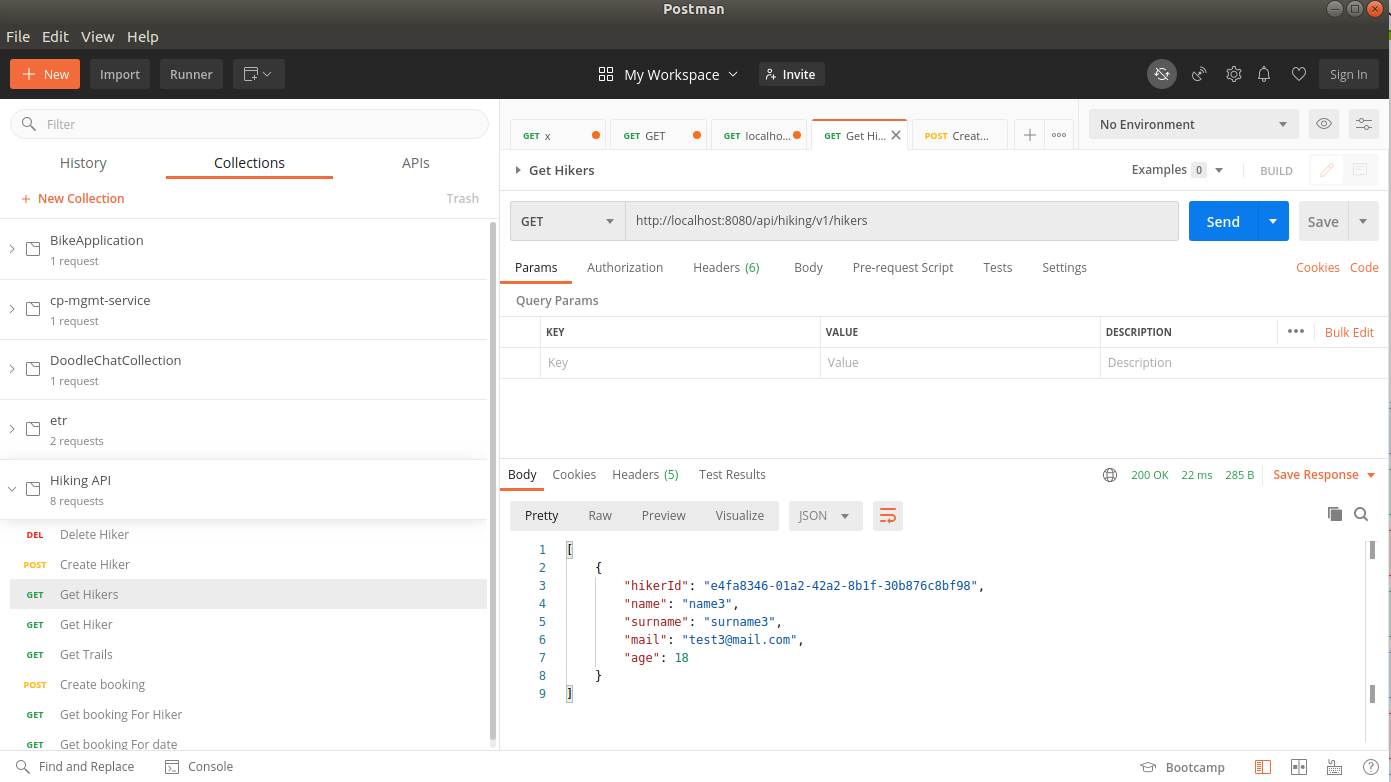 Postman
File Edit View Help
New Import Runner My Workspace Invite Sign In
Filter
History Collections APIs
+ New Collection Trash
BikeApplication
1 request
cp-mgmt-service
1 request
DoodleChatCollection
1 request
etr
2 requests
Hiking API
8 requests
DEL Delete Hiker
POST Create Hiker
GET Get Hikers
GET Get Hiker
GET Get Trails
POST Create booking
GET Get booking For Hiker
GET Get booking For date
GET x GET GET GET localho... GET Get Hi... POST Creat... No Environment
Get Hikers Examples 0 BUILD
GET http://localhost:8080/api/hiking/v1/hikers Send Save
Params Authorization Headers (6) Body Pre-request Script Tests Settings Cookies Code
Query Params
KEY VALUE DESCRIPTION Bulk Edit
Key Value Description
Body Cookies Headers (5) Test Results 200 OK 22 ms 285 B Save Response
Pretty Raw Preview Visualize JSON
1 [
2 {
3 "hikerId": "e4fa8346-01a2-42a2-8b1f-30b876c8bf98",
4 "name": "name3",
5 "surname": "surname3",
6 "mail": "test3@mail.com",
7 "age": 18
8 }
9 ]
Find and Replace Console Bootcamp